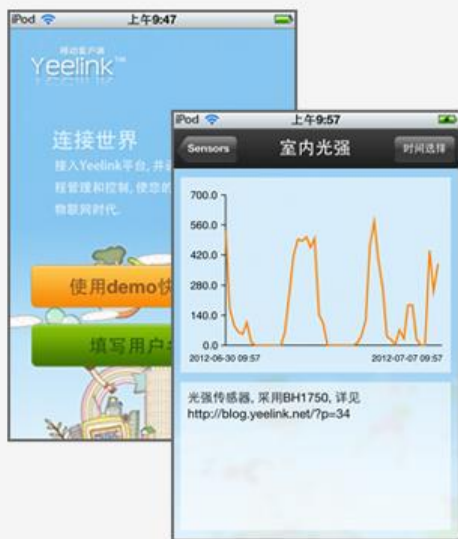 iPod
上午9:47
移动客户端
Yeelink™
连接世界
接入Yeelink平台, 并
程管理和控制, 使您的
物联网时代.
使用demo快
填写用户
iPod
上午9:57
Sensors
室内光强
时间选择
700.0
560.0
420.0
280.0
140.0
0.0
2012-06-30 09:57
2012-07-07 09:57
光强传感器, 采用BH1750, 详见
http://blog.yeelink.net/?p=34